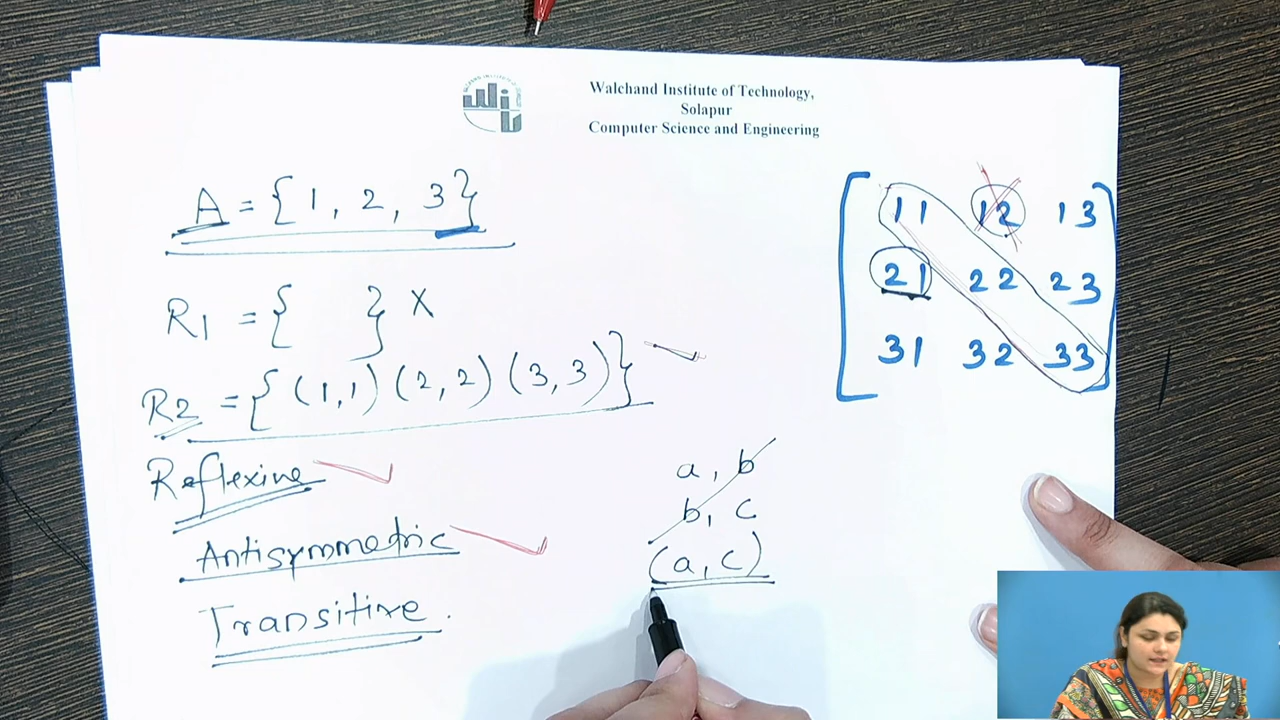 Walchand Institute of Technology,
Solapur
Computer Science and Engineering
A = {1, 2, 3}
R1 = { } X
R2 = {(1,1) (2,2) (3,3)}
Reflexive
Antisymmetric
Transitive.
a, b
b, c
(a, c)
11 12 13
21 22 23
31 32 33